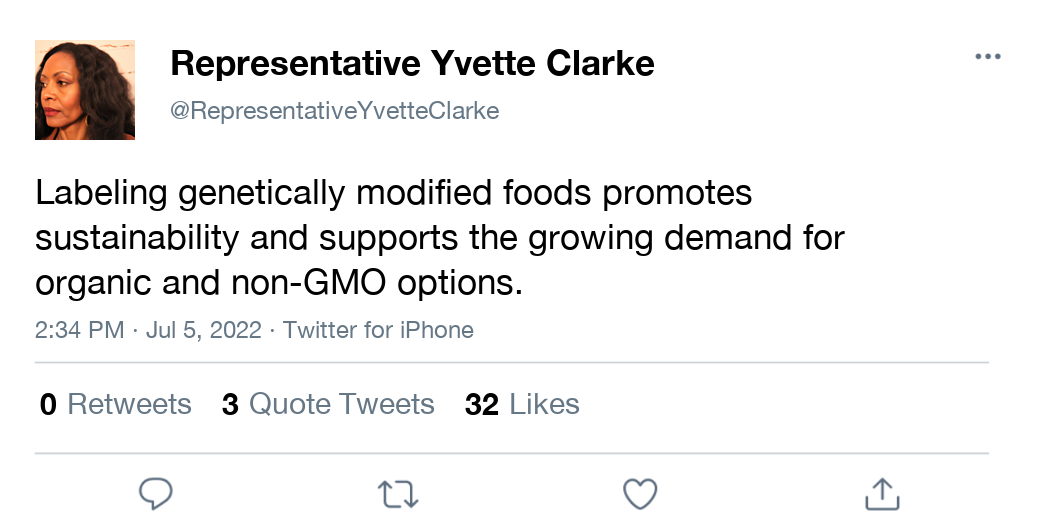 Representative Yvette Clarke
@RepresentativeYvetteClarke
Labeling genetically modified foods promotes
sustainability and supports the growing demand for
organic and non-GMO options.
2:34 PM · Jul 5, 2022 · Twitter for iPhone
0 Retweets 3 Quote Tweets 32 Likes